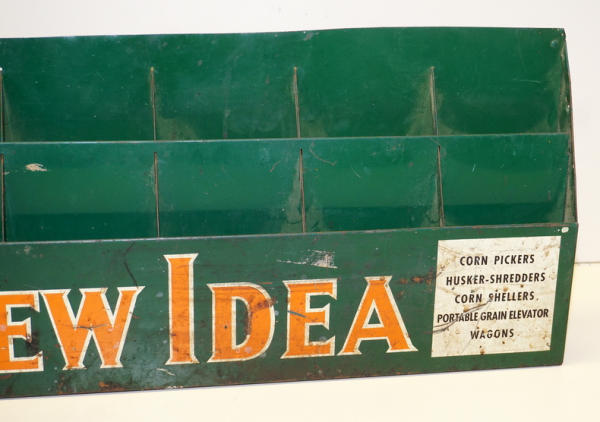 EW IDEA
CORN PICKERS
HUSKER-SHREDDERS
CORN SHELLERS
PORTABLE GRAIN ELEVATOR
WAGONS